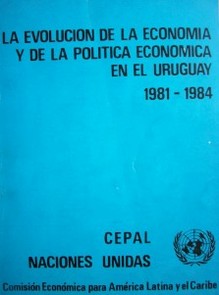 LA EVOLUCION DE LA ECONOMIA
Y DE LA POLITICA ECONOMICA
EN EL URUGUAY
1981 - 1984
CEPAL
NACIONES UNIDAS
Comisión Económica para América Latina y el Caribe